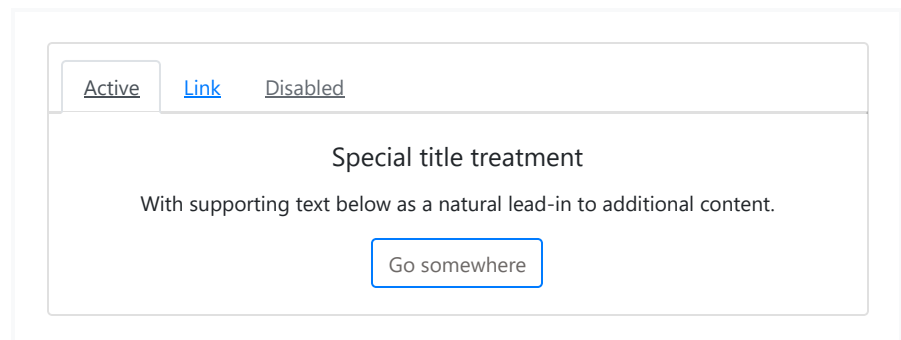 Active Link Disabled
Special title treatment
With supporting text below as a natural lead-in to additional content.
Go somewhere